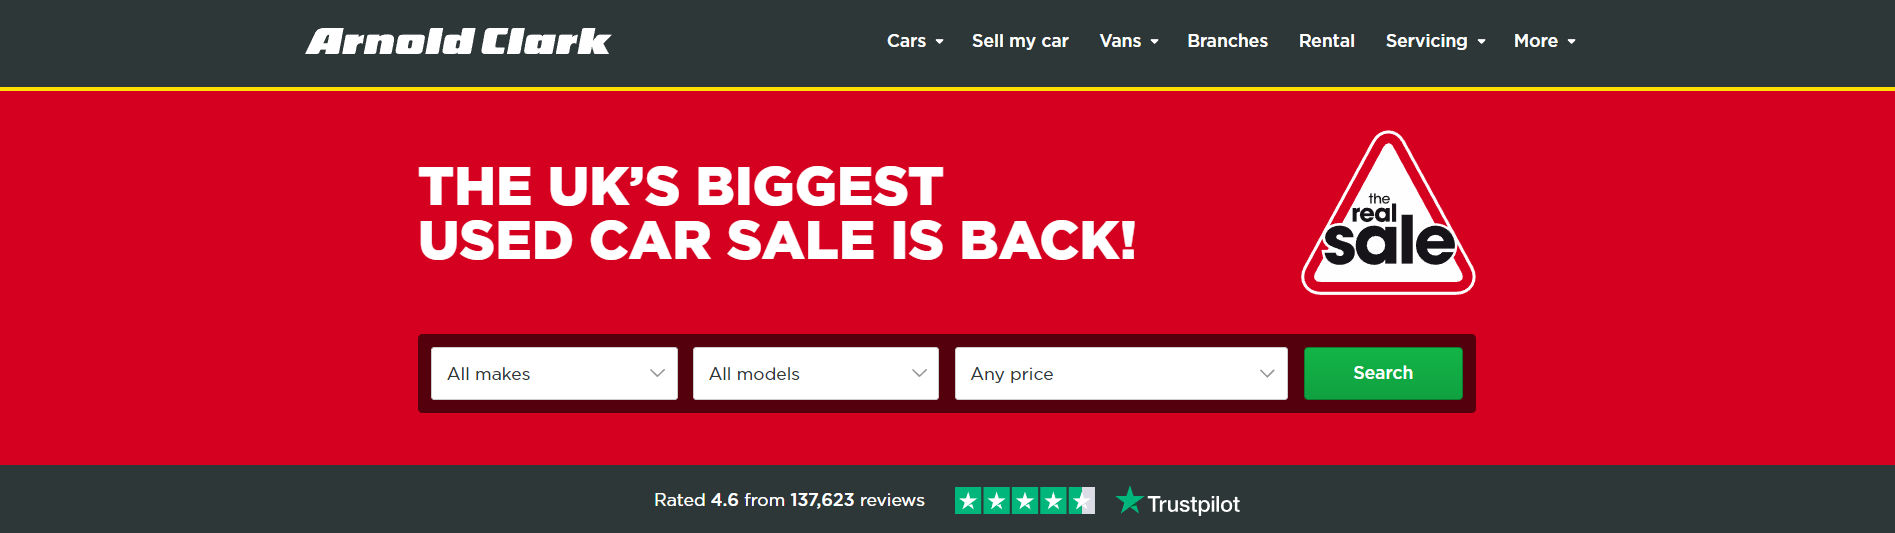 Arnold Clark
Cars Sell my car Vans Branches Rental Servicing More
THE UK’S BIGGEST
USED CAR SALE IS BACK!
the
real
sale
All makes All models Any price Search
Rated 4.6 from 137,623 reviews Trustpilot